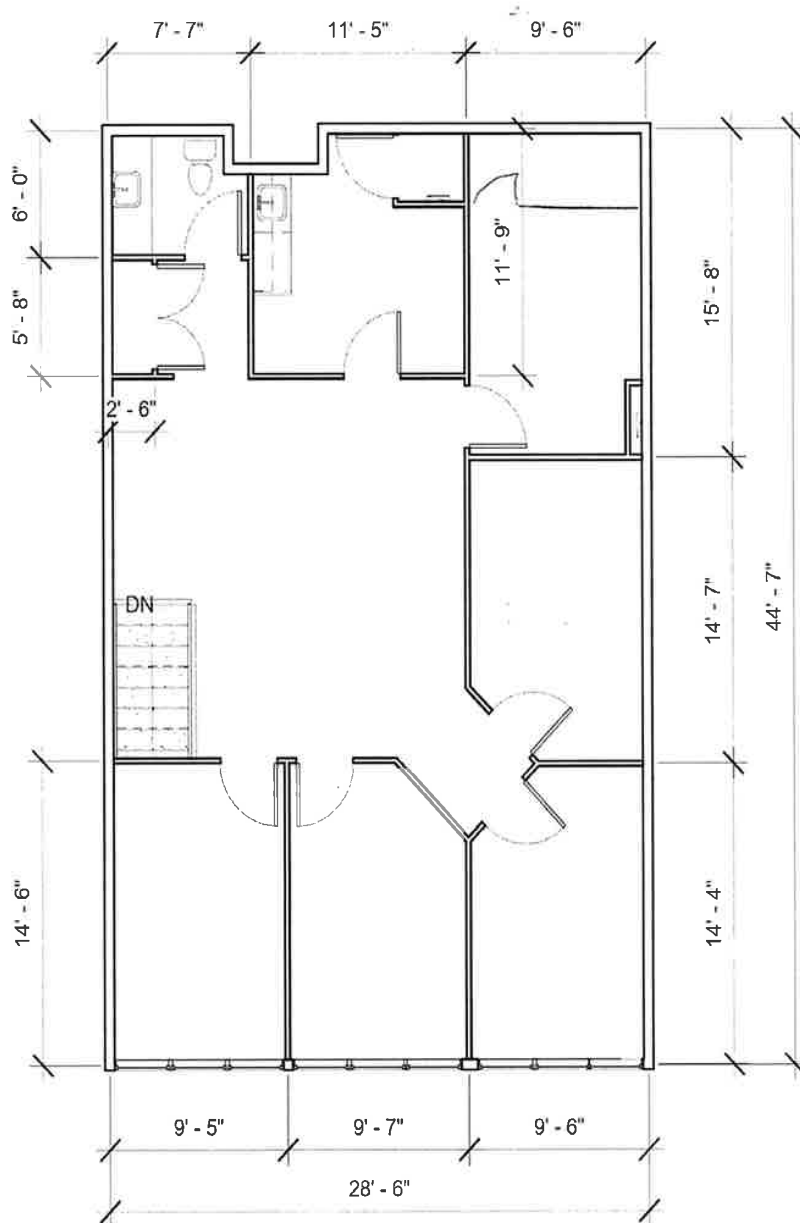 7' - 7"
11' - 5"
9' - 6"
6' - 0"
5' - 8"
11' - 9"
15' - 8"
2' - 6"
DN
14' - 7"
44' - 7"
14' - 6"
14' - 4"
9' - 5"
9' - 7"
9' - 6"
28' - 6"